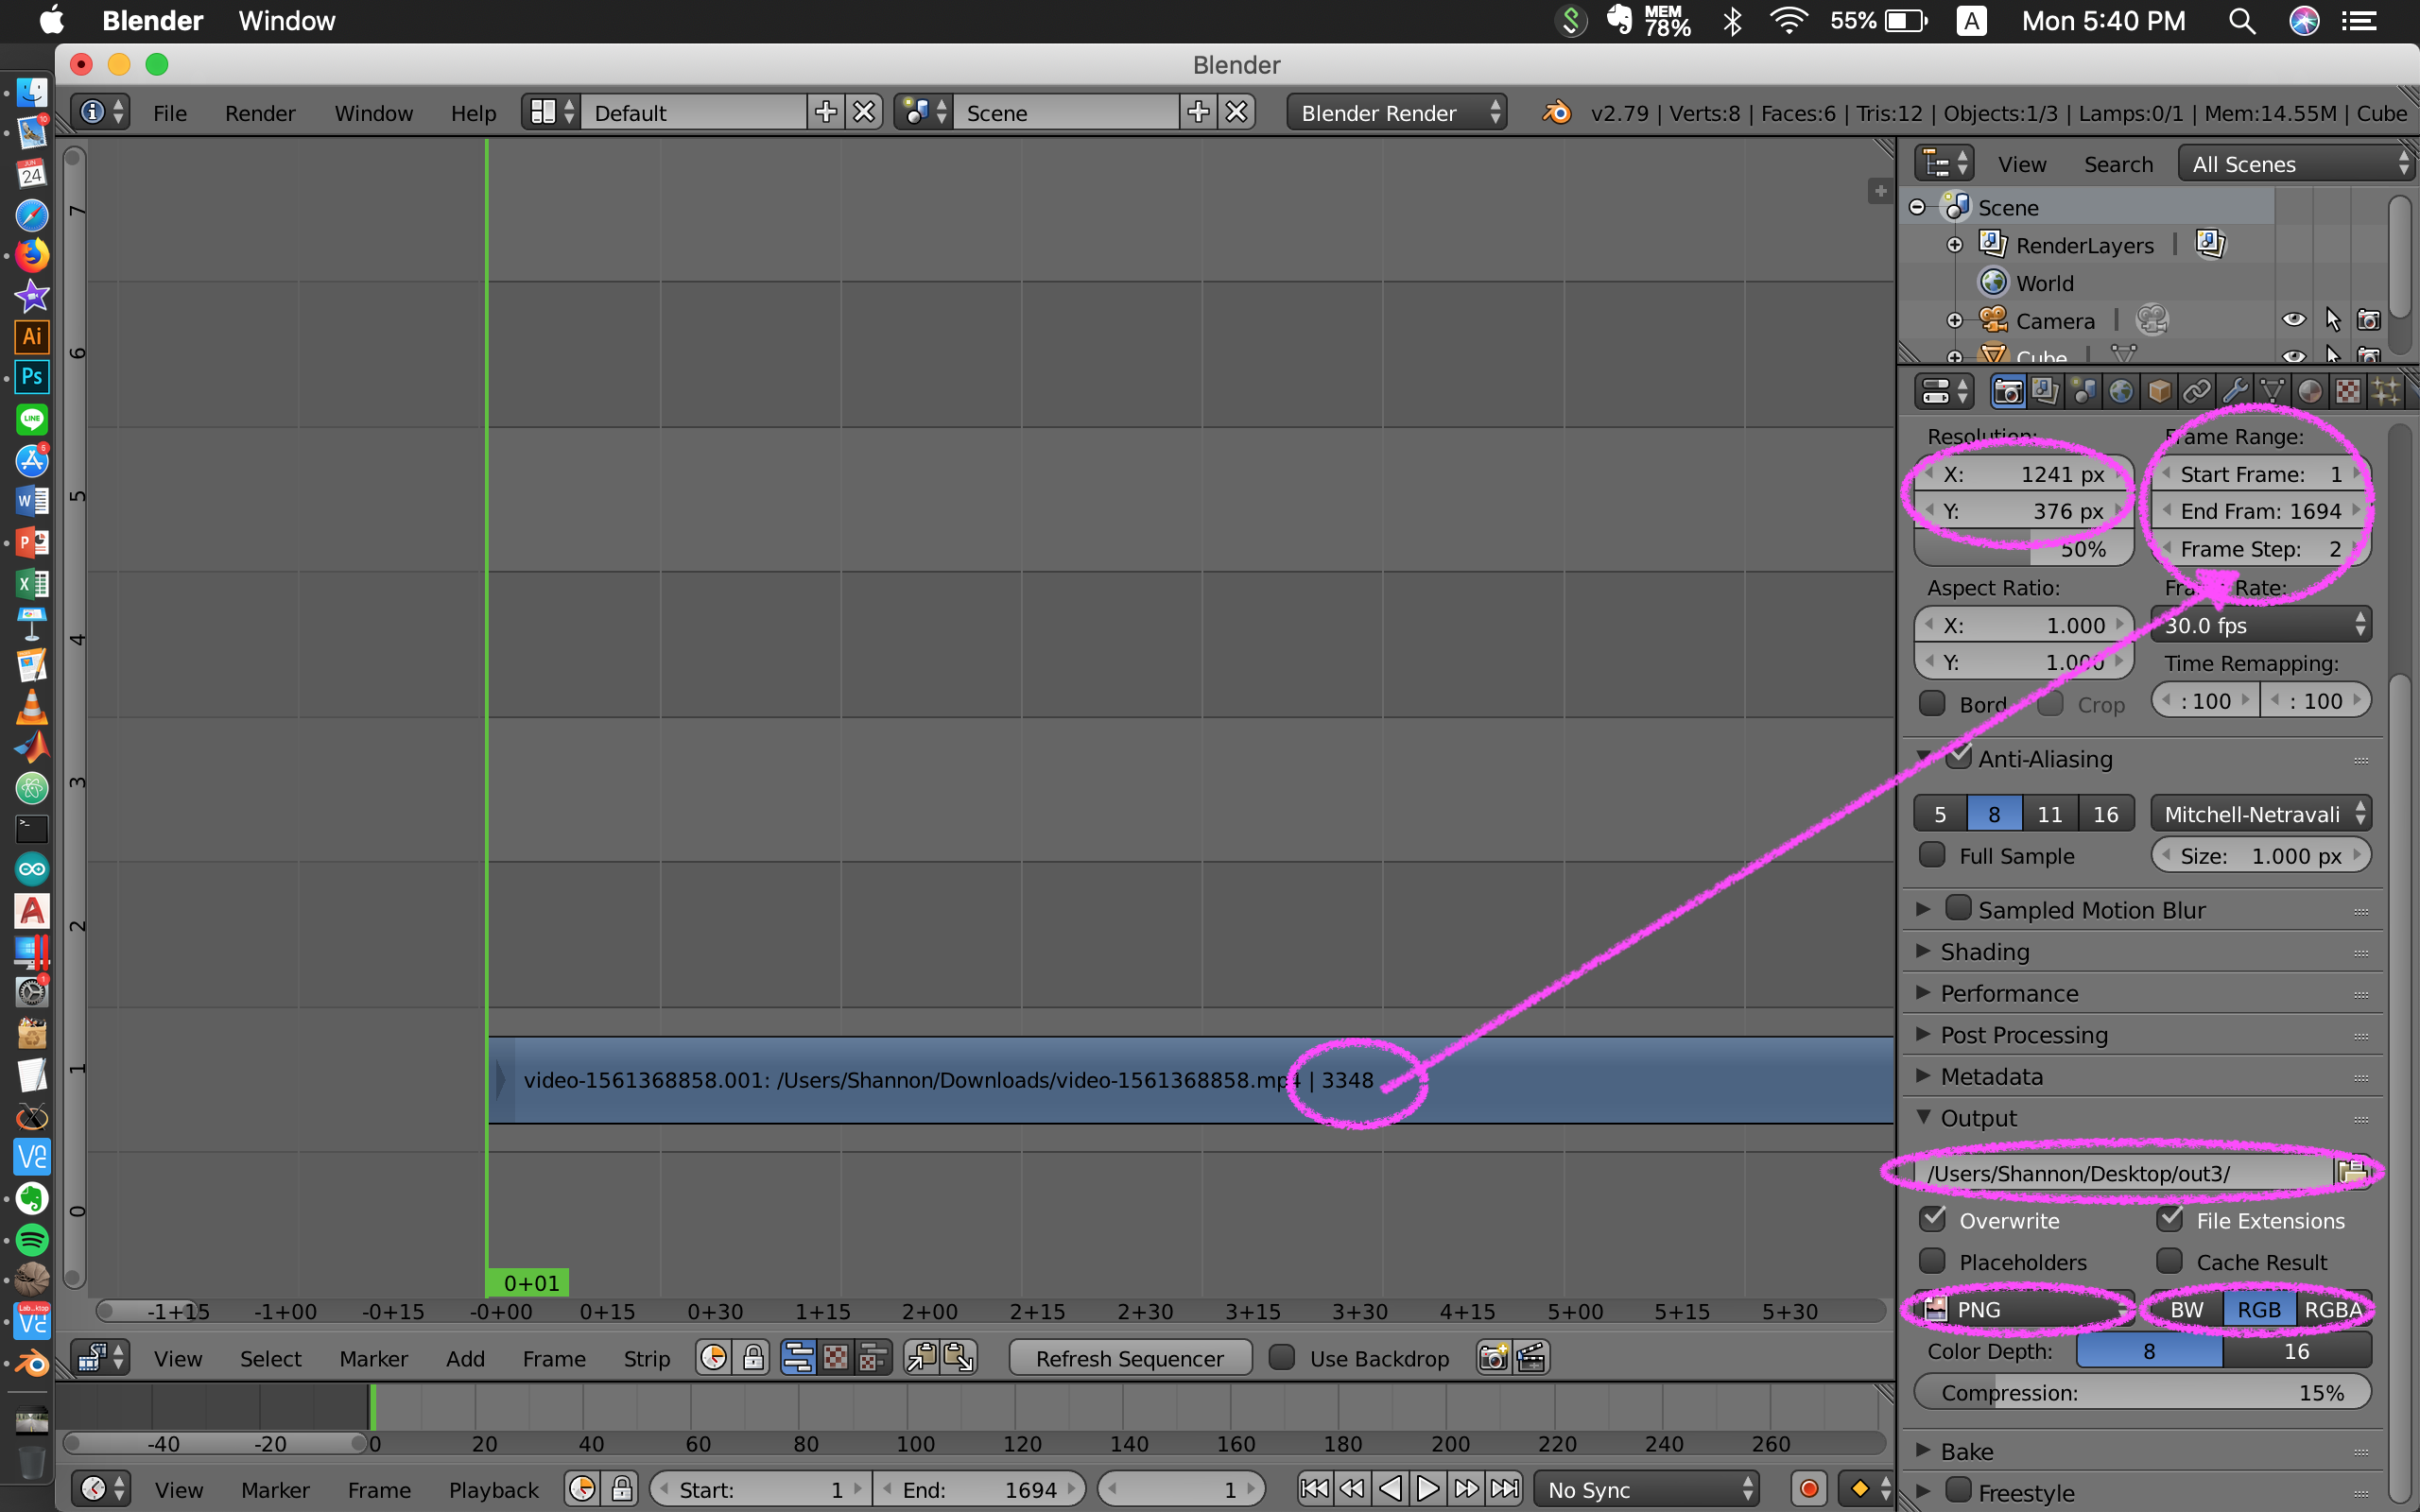 Blender Window MEM 78% 55% A Mon 5:40 PM
Blender
File Render Window Help Default Scene Blender Render v2.79 | Verts:8 | Faces:6 | Tris:12 | Objects:1/3 | Lamps:0/1 | Mem:14.55M | Cube
View Search All Scenes
Scene
RenderLayers
World
Camera
Cube
Resolution: Frame Range:
X: 1241 px Start Frame: 1
Y: 376 px End Fram: 1694
50% Frame Step: 2
Aspect Ratio: Frame Rate:
X: 1.000 30.0 fps
Y: 1.000 Time Remapping:
Bord Crop : 100 : 100
Anti-Aliasing
5 8 11 16 Mitchell-Netravali
Full Sample Size: 1.000 px
Sampled Motion Blur
Shading
Performance
Post Processing
Metadata
Output
/Users/Shannon/Desktop/out3/
Overwrite File Extensions
Placeholders Cache Result
PNG BW RGB RGBA
Color Depth: 8 16
Compression: 15%
Bake
Freestyle
7
6
5
4
3
2
1
0
video-1561368858.001: /Users/Shannon/Downloads/video-1561368858.mp4 | 3348
0+01
-1+15 -1+00 -0+15 -0+00 0+15 0+30 1+15 2+00 2+15 2+30 3+15 3+30 4+15 5+00 5+15 5+30
View Select Marker Add Frame Strip Refresh Sequencer Use Backdrop
-40 -20 0 20 40 60 80 100 120 140 160 180 200 220 240 260
View Marker Frame Playback Start: 1 End: 1694 1 No Sync
JUN
24
Ai
Ps
LINE
W
P
X